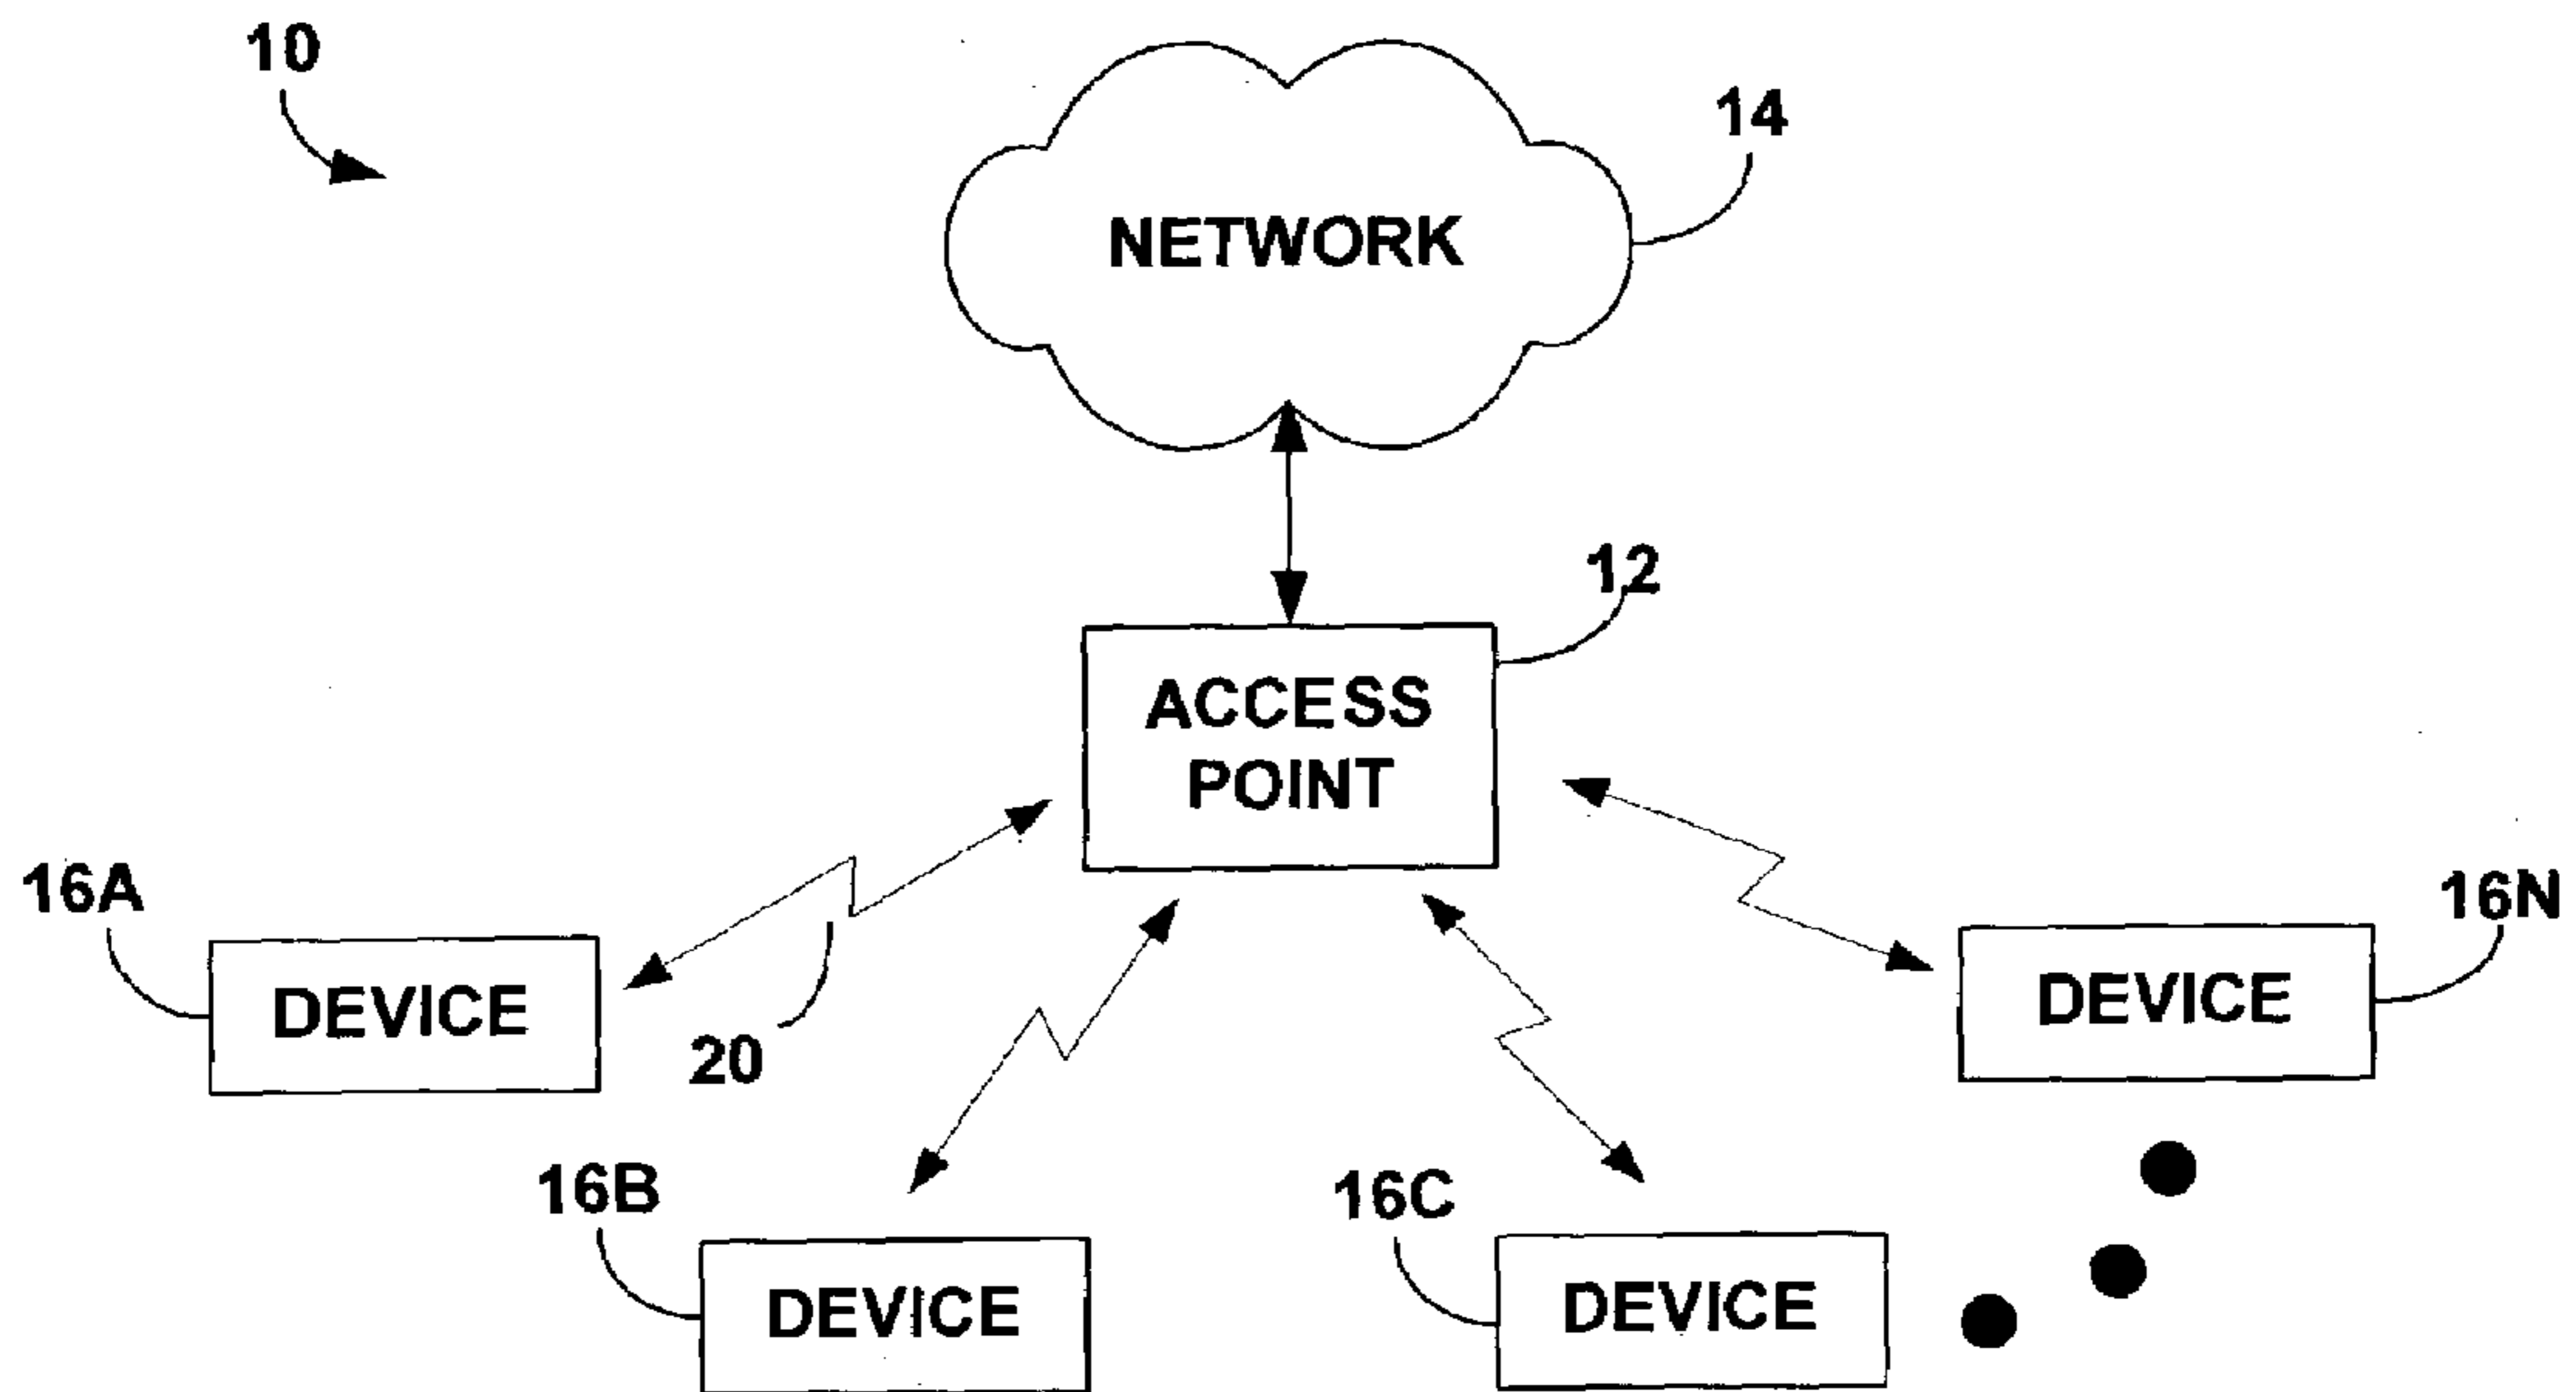 10
14
NETWORK
12
ACCESS
POINT
16A
16N
DEVICE
DEVICE
20
16B
16C
DEVICE
DEVICE